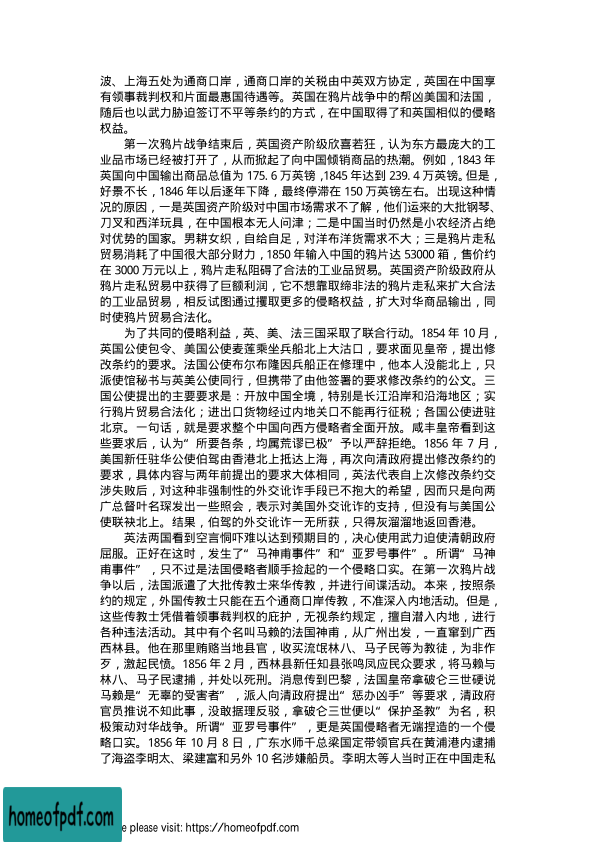 波、上海五处为通商口岸，通商口岸的关税由中英双方协定，英国在中国享
有领事裁判权和片面最惠国待遇等。英国在鸦片战争中的帮凶美国和法国，
随后也以武力胁迫签订不平等条约的方式，在中国取得了和英国相似的侵略
权益。
第一次鸦片战争结束后，英国资产阶级欣喜若狂，认为东方最庞大的工
业品市场已经被打开了，从而掀起了向中国倾销商品的热潮。例如，1843 年
英国向中国输出商品总值为 175.6 万英镑，1845 年达到 239.4 万英镑。但是，
好景不长，1846 年以后逐年下降，最终停滞在 150 万英镑左右。出现这种情
况的原因，一是英国资产阶级对中国市场需求不了解，他们运来的大批钢琴、
刀叉和西洋玩具，在中国根本无人问津；二是中国当时仍然是小农经济占绝
对优势的国家。男耕女织，自给自足，对洋布洋货需求不大；三是鸦片走私
贸易消耗了中国很大部分财力，1850 年输入中国的鸦片达 53000 箱，售价约
在 3000 万元以上，鸦片走私阻碍了合法的工业品贸易。英国资产阶级政府从
鸦片走私贸易中获得了巨额利润，它不想靠取缔非法的鸦片走私来扩大合法
的工业品贸易，相反试图通过攫取更多的侵略权益，扩大对华商品输出，同
时使鸦片贸易合法化。
为了共同的侵略利益，英、美、法三国采取了联合行动。1854 年 10 月，
英国公使包令、美国公使麦莲乘坐兵船北上大沽口，要求面见皇帝，提出修
改条约的要求。法国公使布尔布隆因兵船正在修理中，他本人没能北上，只
派使馆秘书与英美公使同行，但携带了由他签署的要求修改条约的公文。三
国公使提出的主要要求是：开放中国全境，特别是长江沿岸和沿海地区；实
行鸦片贸易合法化；进出口货物经过内地关口不能再行征税；各国公使进驻
北京。一句话，就是要求整个中国向西方侵略者全面开放。咸丰皇帝看到这
些要求后，认为“所要各条，均属荒谬已极”予以严辞拒绝。1856 年 7 月，
美国新任驻华公使伯驾由香港北上抵达上海，再次向清政府提出修改条约的
要求，具体内容与两年前提出的要求大体相同，英法代表自上次修改条约交
涉失败后，对这种非强制性的外交讹诈手段已不抱大的希望，因而只是向两
广总督叶名琛发出一些照会，表示对美国外交讹诈的支持，但没有与美国公
使联袂北上。结果，伯驾的外交讹诈一无所获，只得灰溜溜地返回香港。
英法两国看到空言恫吓难以达到预期目的，决心使用武力迫使清朝政府
屈服。正好在这时，发生了“马神甫事件”和“亚罗号事件”。所谓“马神
甫事件”，只不过是法国侵略者顺手捡起的一个侵略口实。在第一次鸦片战
争以后，法国派遣了大批传教士来华传教，并进行间谍活动。本来，按照条
约的规定，外国传教士只能在五个通商口岸传教，不准深入内地活动。但是，
这些传教士凭借着领事裁判权的庇护，无视条约规定，擅自潜入内地，进行
各种违法活动。其中有个名叫马赖的法国神甫，从广州出发，一直窜到广西
西林县。他在那里贿赂当地县官，收买流氓林八、马子民等为教徒，为非作
歹，激起民愤。1856 年 2 月，西林县新任知县张鸣凤应民众要求，将马赖与
林八、马子民逮捕，并处以死刑。消息传到巴黎，法国皇帝拿破仑三世硬说
马赖是“无辜的受害者”，派人向清政府提出“惩办凶手”等要求，清政府
官员推说不知此事，没敢据理反驳，拿破仑三世便以“保护圣教”为名，积
极策动对华战争。所谓“亚罗号事件”，更是英国侵略者无端捏造的一个侵
略口实。1856 年 10 月 8 日，广东水师千总梁国定带领官兵在黄浦港内逮捕
了海盗李明太、梁建富和另外 10 名涉嫌船员。李明太等人当时正在中国走私
homeofpdf.com
e please visit: https://homeofpdf.com